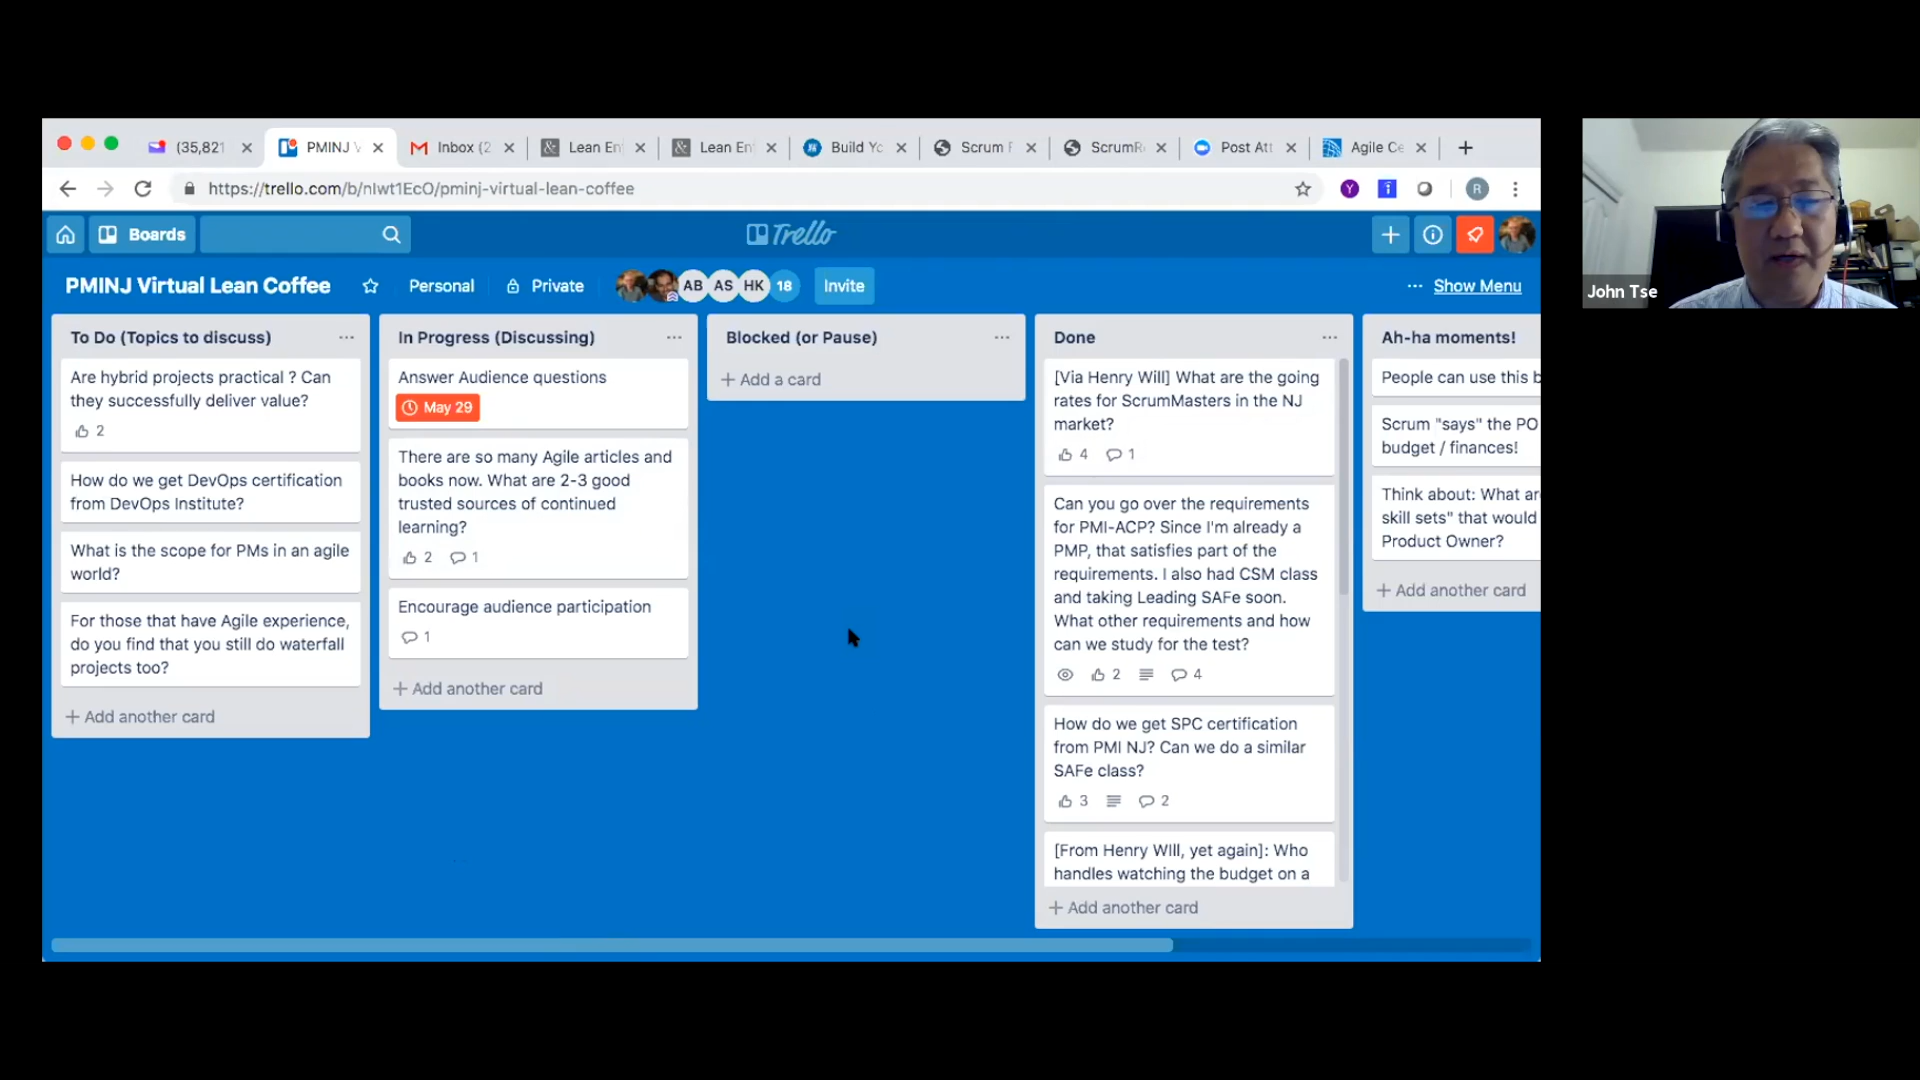 (35,821
PMINJ V
Inbox (2
Lean En
Lean En
Build Yo
Scrum F
ScrumR
Post Att
Agile Ce
https://trello.com/b/nIwt1EcO/pminj-virtual-lean-coffee
Y
R
Boards
Trello
PMINJ Virtual Lean Coffee
Personal
Private
AB
AS
HK
18
Invite
Show Menu
To Do (Topics to discuss)
Are hybrid projects practical ? Can
they successfully deliver value?
2
How do we get DevOps certification
from DevOps Institute?
What is the scope for PMs in an agile
world?
For those that have Agile experience,
do you find that you still do waterfall
projects too?
+ Add another card
In Progress (Discussing)
Answer Audience questions
May 29
There are so many Agile articles and
books now. What are 2-3 good
trusted sources of continued
learning?
2 1
Encourage audience participation
1
+ Add another card
Blocked (or Pause)
+ Add a card
Done
[Via Henry Will] What are the going
rates for ScrumMasters in the NJ
market?
4 1
Can you go over the requirements
for PMI-ACP? Since I'm already a
PMP, that satisfies part of the
requirements. I also had CSM class
and taking Leading SAFe soon.
What other requirements and how
can we study for the test?
2 4
How do we get SPC certification
from PMI NJ? Can we do a similar
SAFe class?
3 2
[From Henry WIll, yet again]: Who
handles watching the budget on a
+ Add another card
Ah-ha moments!
People can use this b
Scrum "says" the PO
budget / finances!
Think about: What ar
skill sets" that would
Product Owner?
+ Add another card
John Tse